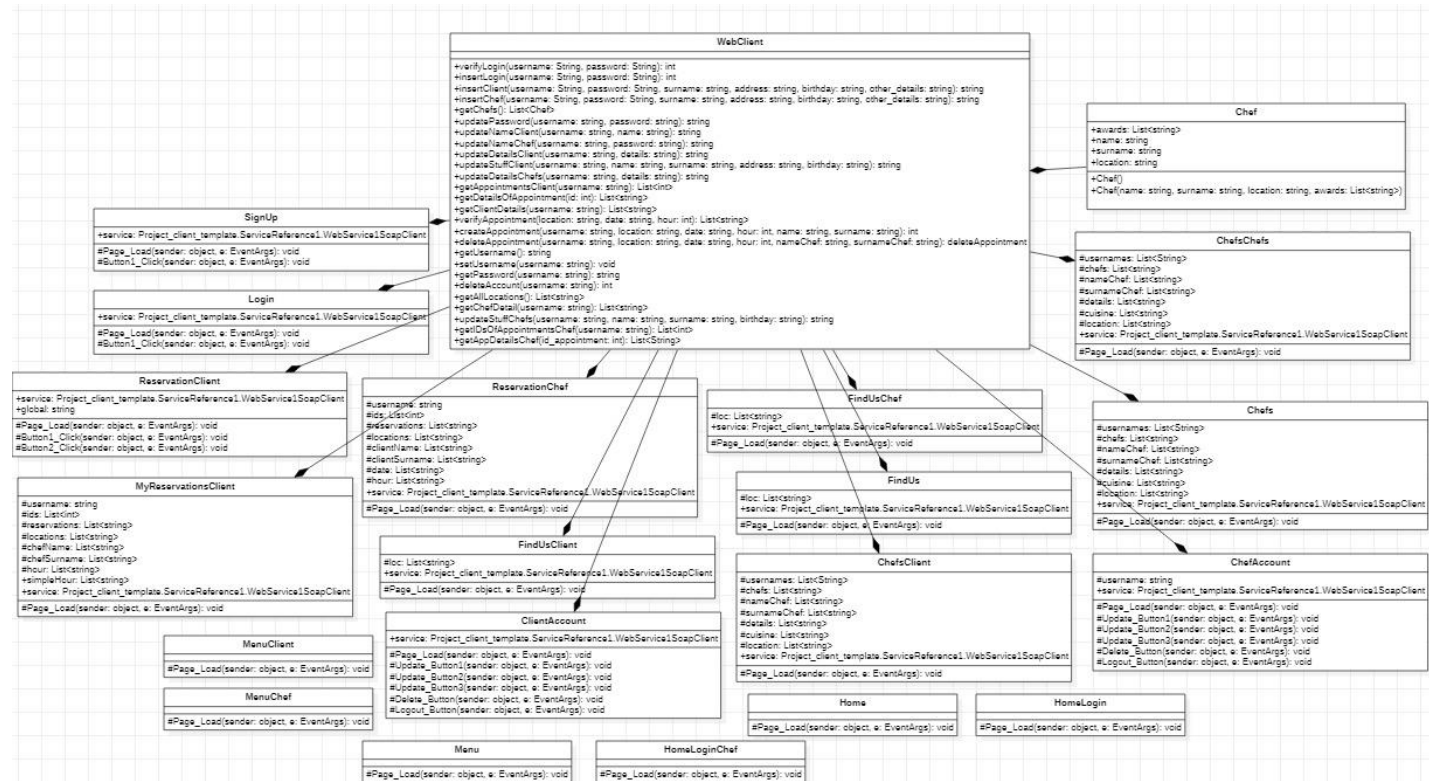 WebClient
+verifyLogin(username: String, password: String): int
+insertLogin(username: String, password: String): int
+insertClient(username: String, password: String, surname: string, address: string, birthday: string, other_details: string): string
+insertChef(username: String, password: String, surname: string, address: string, birthday: string, other_details: string): string
+getChefs(): List<Chef>
+updatePassword(username: string, password: string): string
+updateNameClient(username: string, name: string): string
+updateNameChef(username: string, password: string): string
+updateDetailsClient(username: string, details: string): string
+updateStuffClient(username: string, name: string, surname: string, address: string, birthday: string): string
+updateDetailsChefs(username: string, details: string): string
+getAppointmentsClient(username: string): List<int>
+getDetailsOfAppointment(id: int): List<string>
+getClientDetails(username: string): List<string>
+verifyAppointment(location: string, date: string, hour: int): List<string>
+createAppointment(username: string, location: string, date: string, hour: int, name: string, surname: string): int
+deleteAppointment(username: string, location: string, date: string, hour: int, nameChef: string, surnameChef: string): deleteAppointment
+getUsername(): string
+setUsername(username: string): void
+getPassword(username: string): string
+deleteAccount(username: string): int
+getAllLocations(): List<string>
+getChefDetail(username: string): List<string>
+updateStuffChefs(username: string, name: string, surname: string, birthday: string): string
+getIDsOfAppointmentsChef(username: string): List<int>
+getAppDetailsChef(id_appointment: int): List<String>
Chef
+awards: List<string>
+name: string
+surname: string
+location: string
+Chef()
+Chef(name: string, surname: string, location: string, awards: List<string>)
SignUp
+service: Project_client_template.ServiceReference1.WebService1SoapClient
#Page_Load(sender: object, e: EventArgs): void
#Button1_Click(sender: object, e: EventArgs): void
Login
+service: Project_client_template.ServiceReference1.WebService1SoapClient
#Page_Load(sender: object, e: EventArgs): void
#Button1_Click(sender: object, e: EventArgs): void
ChefsChefs
#usernames: List<String>
#chefs: List<string>
#nameChef: List<string>
#surnameChef: List<string>
#details: List<string>
#cuisine: List<string>
#location: List<string>
+service: Project_client_template.ServiceReference1.WebService1SoapClient
#Page_Load(sender: object, e: EventArgs): void
ReservationClient
+service: Project_client_template.ServiceReference1.WebService1SoapClient
+global: string
#Page_Load(sender: object, e: EventArgs): void
#Button1_Click(sender: object, e: EventArgs): void
#Button2_Click(sender: object, e: EventArgs): void
ReservationChef
#username: string
#ids: List<int>
#reservations: List<string>
#locations: List<string>
#clientName: List<string>
#clientSurname: List<string>
#date: List<string>
#hour: List<string>
+service: Project_client_template.ServiceReference1.WebService1SoapClient
#Page_Load(sender: object, e: EventArgs): void
FindUsChef
#loc: List<string>
+service: Project_client_template.ServiceReference1.WebService1SoapClient
#Page_Load(sender: object, e: EventArgs): void
Chefs
#usernames: List<String>
#chefs: List<string>
#nameChef: List<string>
#surnameChef: List<string>
#details: List<string>
#cuisine: List<string>
#location: List<string>
+service: Project_client_template.ServiceReference1.WebService1SoapClient
#Page_Load(sender: object, e: EventArgs): void
MyReservationsClient
#username: string
#ids: List<int>
#reservations: List<string>
#locations: List<string>
#chefName: List<string>
#chefSurname: List<string>
#hour: List<string>
+simpleHour: List<string>
+service: Project_client_template.ServiceReference1.WebService1SoapClient
#Page_Load(sender: object, e: EventArgs): void
FindUs
#loc: List<string>
+service: Project_client_template.ServiceReference1.WebService1SoapClient
#Page_Load(sender: object, e: EventArgs): void
FindUsClient
#loc: List<string>
+service: Project_client_template.ServiceReference1.WebService1SoapClient
#Page_Load(sender: object, e: EventArgs): void
ChefsClient
#usernames: List<String>
#chefs: List<string>
#nameChef: List<string>
#surnameChef: List<string>
#details: List<string>
#cuisine: List<string>
#location: List<string>
+service: Project_client_template.ServiceReference1.WebService1SoapClient
#Page_Load(sender: object, e: EventArgs): void
ChefAccount
#username: string
+service: Project_client_template.ServiceReference1.WebService1SoapClient
#Page_Load(sender: object, e: EventArgs): void
#Update_Button1(sender: object, e: EventArgs): void
#Update_Button2(sender: object, e: EventArgs): void
#Update_Button3(sender: object, e: EventArgs): void
#Delete_Button(sender: object, e: EventArgs): void
#Logout_Button(sender: object, e: EventArgs): void
ClientAccount
+service: Project_client_template.ServiceReference1.WebService1SoapClient
#Page_Load(sender: object, e: EventArgs): void
#Update_Button1(sender: object, e: EventArgs): void
#Update_Button2(sender: object, e: EventArgs): void
#Update_Button3(sender: object, e: EventArgs): void
#Delete_Button(sender: object, e: EventArgs): void
#Logout_Button(sender: object, e: EventArgs): void
MenuClient
#Page_Load(sender: object, e: EventArgs): void
MenuChef
#Page_Load(sender: object, e: EventArgs): void
Home
#Page_Load(sender: object, e: EventArgs): void
HomeLogin
#Page_Load(sender: object, e: EventArgs): void
Menu
#Page_Load(sender: object, e: EventArgs): void
HomeLoginChef
#Page_Load(sender: object, e: EventArgs): void